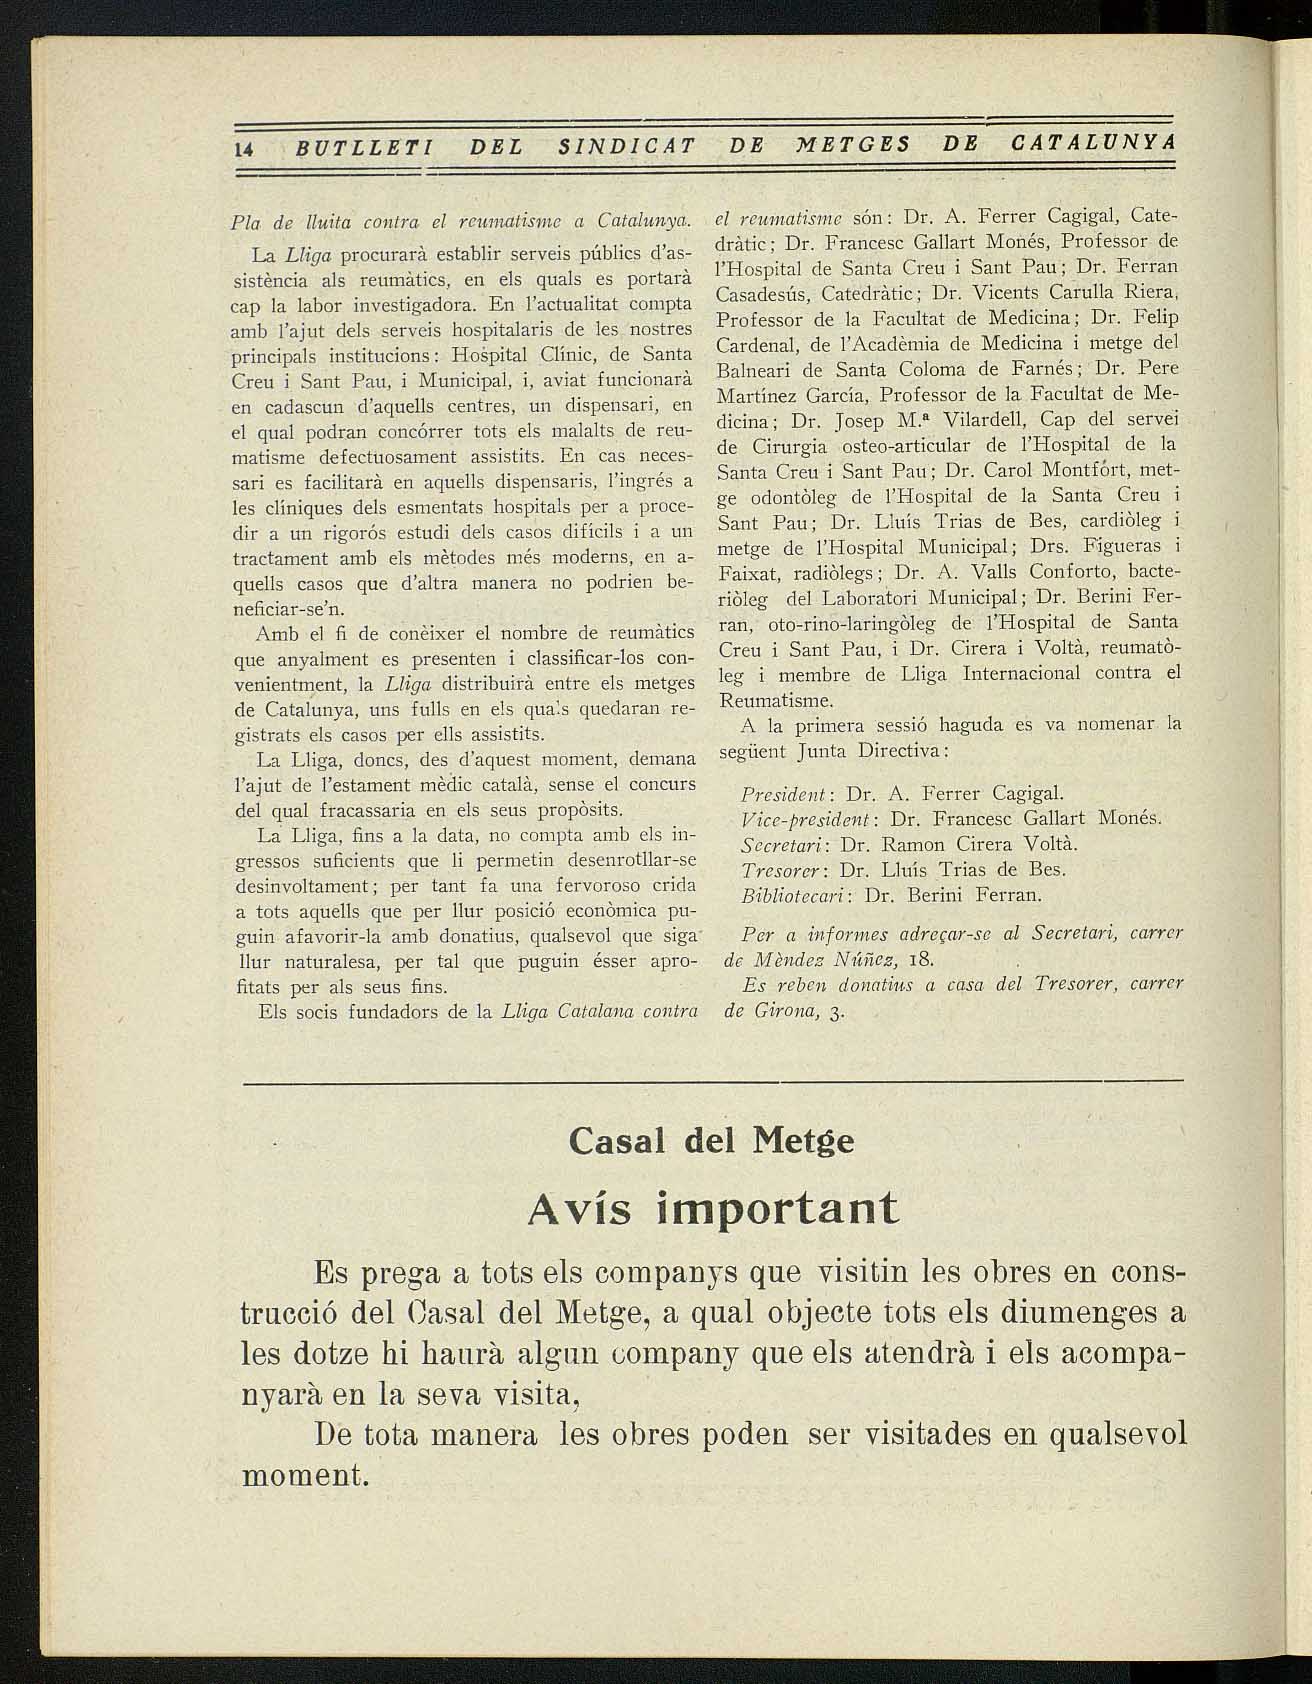 14 BUTLLETI DEL SINDICAT DE METGES DE CATALUNYA
Pla de lluita contra el reumatisme a Catalunya.
La Lliga procurarà establir serveis públics d'as-
sistència als reumàtics, en els quals es portarà
cap la labor investigadora. En l'actualitat compta
amb l'ajut dels serveis hospitalaris de les nostres
principals institucions: Hospital Clínic, de Santa
Creu i Sant Pau, i Municipal, i, aviat funcionarà
en cadascun d'aquells centres, un dispensari, en
el qual podran concórrer tots els malalts de reu-
matisme defectuosament assistits. En cas neces-
sari es facilitarà en aquells dispensaris, l'ingrés a
les clíniques dels esmentats hospitals per a proce-
dir a un rigorós estudi dels casos difícils i a un
tractament amb els mètodes més moderns, en a-
quells casos que d'altra manera no podrien be-
neficiar-se'n.
Amb el fi de conèixer el nombre de reumàtics
que anyalment es presenten i classificar-los con-
venientment, la Lliga distribuirà entre els metges
de Catalunya, uns fulls en els quals quedaran re-
gistrats els casos per ells assistits.
La Lliga, doncs, des d'aquest moment, demana
l'ajut de l'estament mèdic català, sense el concurs
del qual fracassaria en els seus propòsits.
La Lliga, fins a la data, no compta amb els in-
gressos suficients que li permetin desenrotllar-se
desinvoltament; per tant fa una fervoroso crida
a tots aquells que per llur posició econòmica pu-
guin afavorir-la amb donatius, qualsevol que siga
llur naturalesa, per tal que puguin ésser apro-
fitats per als seus fins.
Els socis fundadors de la Lliga Catalana contra
el reumatisme són: Dr. A. Ferrer Cagigal, Cate-
dràtic; Dr. Francesc Gallart Monés, Professor de
l'Hospital de Santa Creu i Sant Pau; Dr. Ferran
Casadesús, Catedràtic; Dr. Vicents Carulla Riera,
Professor de la Facultat de Medicina; Dr. Felip
Cardenal, de l'Acadèmia de Medicina i metge del
Balneari de Santa Coloma de Farnés; Dr. Pere
Martínez García, Professor de la Facultat de Me-
dicina; Dr. Josep M.ª Vilardell, Cap del servei
de Cirurgia osteo-articular de l'Hospital de la
Santa Creu i Sant Pau; Dr. Carol Montfórt, met-
ge odontòleg de l'Hospital de la Santa Creu i
Sant Pau; Dr. Lluís Trias de Bes, cardiòleg i
metge de l'Hospital Municipal; Drs. Figueras i
Faixat, radiòlegs; Dr. A. Valls Conforto, bacte-
riòleg del Laboratori Municipal; Dr. Berini Fer-
ran, oto-rino-laringòleg de l'Hospital de Santa
Creu i Sant Pau, i Dr. Cirera i Voltà, reumatò-
leg i membre de Lliga Internacional contra el
Reumatisme.
A la primera sessió haguda es va nomenar la
següent Junta Directiva:
President: Dr. A. Ferrer Cagigal.
Vice-president: Dr. Francesc Gallart Monés.
Secretari: Dr. Ramon Cirera Voltà.
Tresorer: Dr. Lluís Trias de Bes.
Bibliotecari: Dr. Berini Ferran.
Per a informes adreçar-se al Secretari, carrer
de Mèndez Núñez, 18.
Es reben donatius a casa del Tresorer, carrer
de Girona, 3.
Casal del Metge
Avís important
Es prega a tots els companys que visitin les obres en cons-
trucció del Casal del Metge, a qual objecte tots els diumenges a
les dotze hi haurà algun company que els atendrà i els acompa-
nyarà en la seva visita,
De tota manera les obres poden ser visitades en qualsevol
moment.